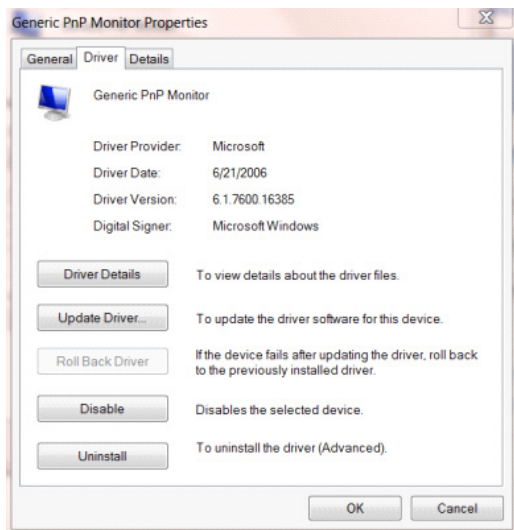 Generic PnP Monitor Properties
General Driver Details
Generic PnP Monitor
Driver Provider: Microsoft
Driver Date: 6/21/2006
Driver Version: 6.1.7600.16385
Digital Signer: Microsoft Windows
Driver Details To view details about the driver files.
Update Driver... To update the driver software for this device.
Roll Back Driver If the device fails after updating the driver, roll back
to the previously installed driver.
Disable Disables the selected device.
Uninstall To uninstall the driver (Advanced).
OK Cancel